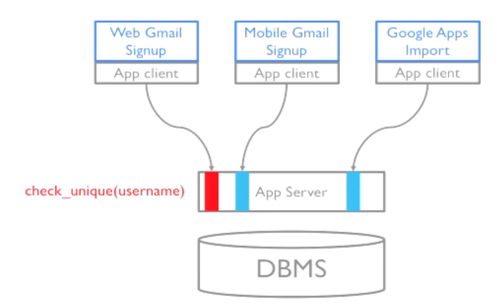 Web Gmail
Signup
App client
Mobile Gmail
Signup
App client
Google Apps
Import
App client
check_unique(username)
App Server
DBMS